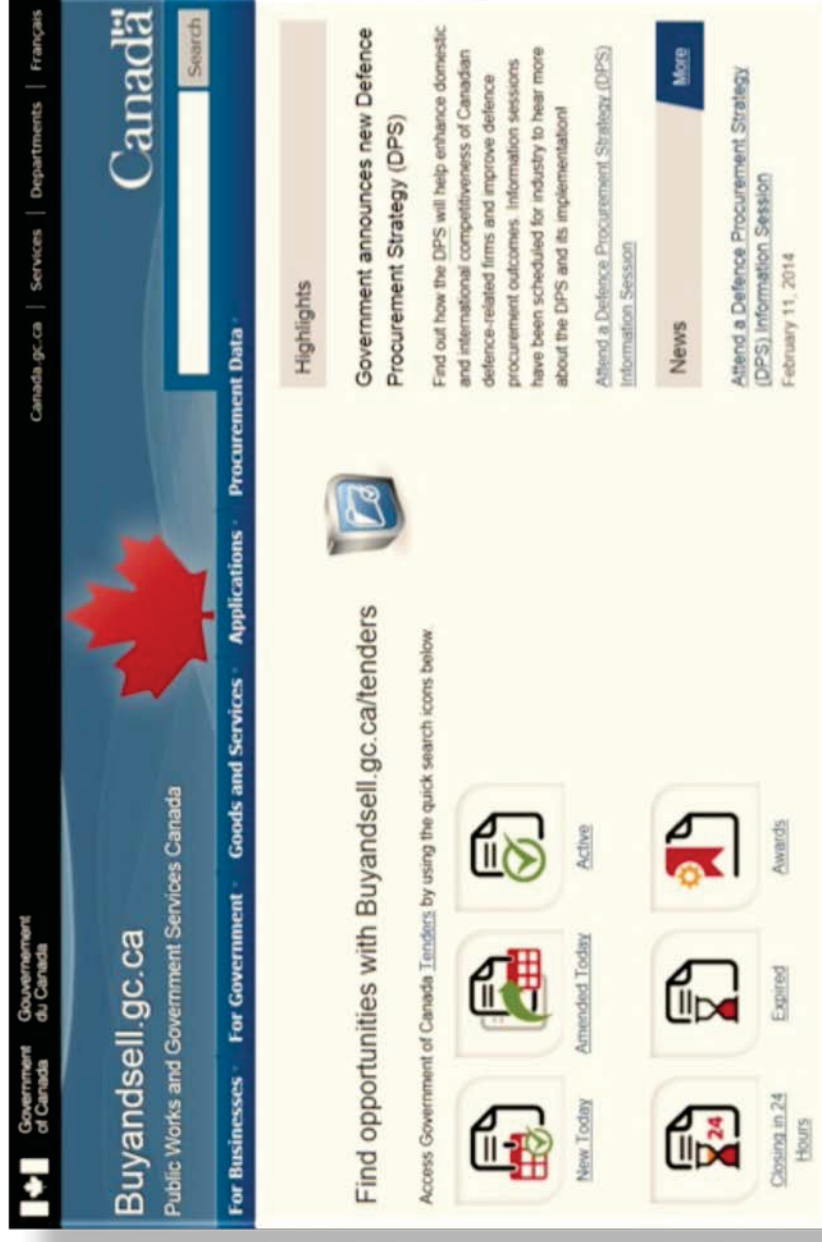 Government
of Canada
Gouvernement
du Canada
Canada.gc.ca | Services | Departments | Français
Buyandsell.gc.ca
Public Works and Government Services Canada
Canada
Search
For Businesses For Government Goods and Services Applications Procurement Data
Find opportunities with Buyandsell.gc.ca/tenders
Access Government of Canada Tenders by using the quick search icons below.
New Today
Amended Today
Active
24
Closing in 24
Hours
Expired
Awards
Highlights
Government announces new Defence
Procurement Strategy (DPS)
Find out how the DPS will help enhance domestic
and international competitiveness of Canadian
defence-related firms and improve defence
procurement outcomes. Information sessions
have been scheduled for industry to hear more
about the DPS and its implementation!
Attend a Defence Procurement Strategy (DPS)
Information Session
News
More
Attend a Defence Procurement Strategy
(DPS) Information Session
February 11, 2014